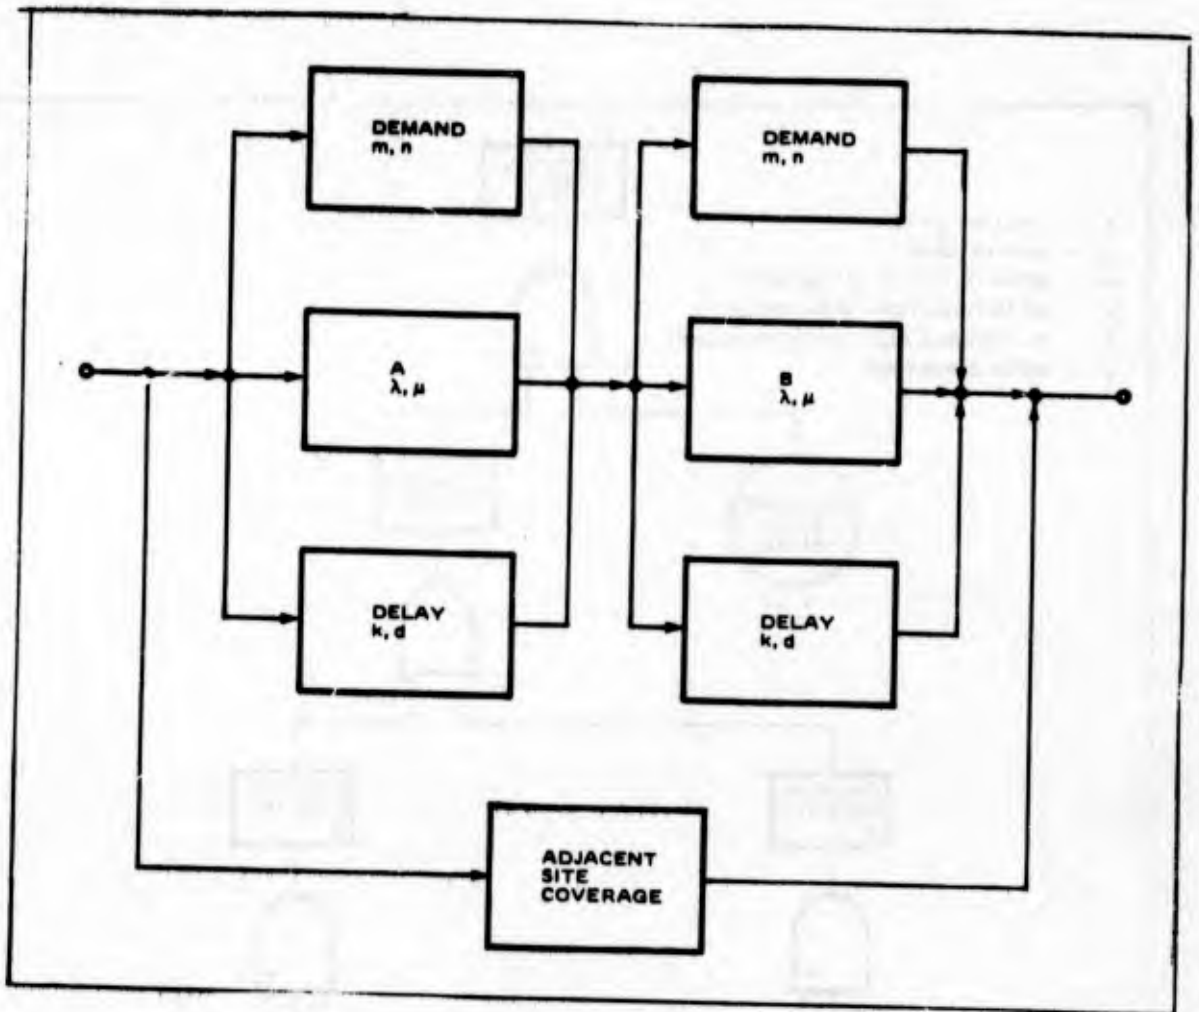 DEMAND
m, n
DEMAND
m, n
A
λ, μ
B
λ, μ
DELAY
k, d
DELAY
k, d
ADJACENT
SITE
COVERAGE